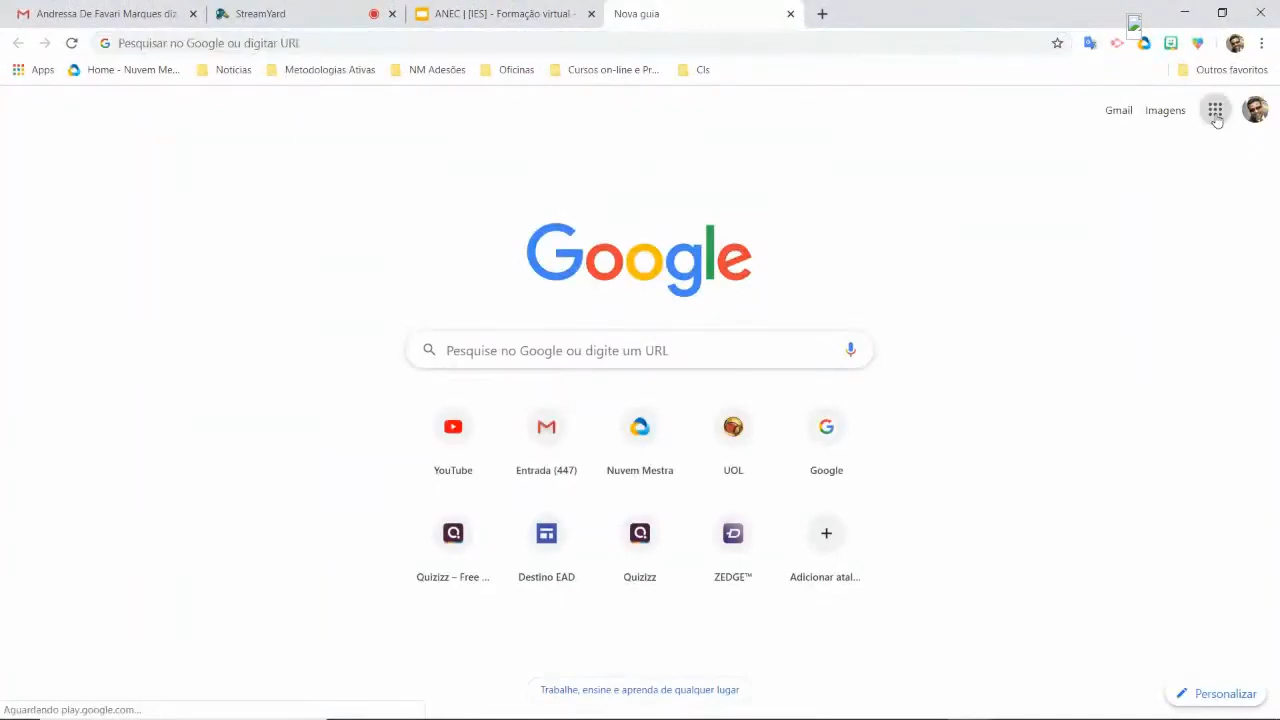 Andressa De Favari Marques diz
StreamYard
ANEC | [IES] - Formação virtual -
Nova guia
Pesquisar no Google ou digitar URL
Apps
Home - Nuvem Me...
Notícias
Metodologias Ativas
NM Adesões
Oficinas
Cursos on-line e Pr...
CIs
Outros favoritos
Gmail
Imagens
Google
Pesquise no Google ou digite um URL
YouTube
Entrada (447)
Nuvem Mestra
UOL
Google
Quizizz – Free ...
Destino EAD
Quizizz
ZEDGE™
Adicionar atal...
Trabalhe, ensine e aprenda de qualquer lugar
Personalizar
Aguardando play.google.com...